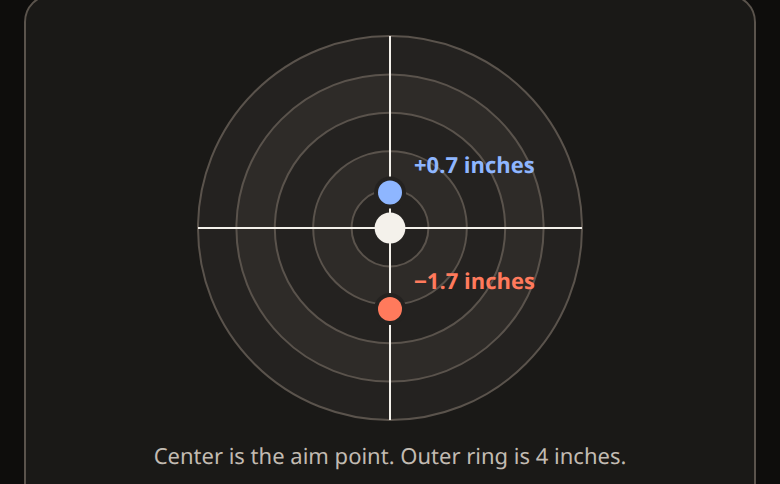 +0.7 inches
−1.7 inches
Center is the aim point. Outer ring is 4 inches.